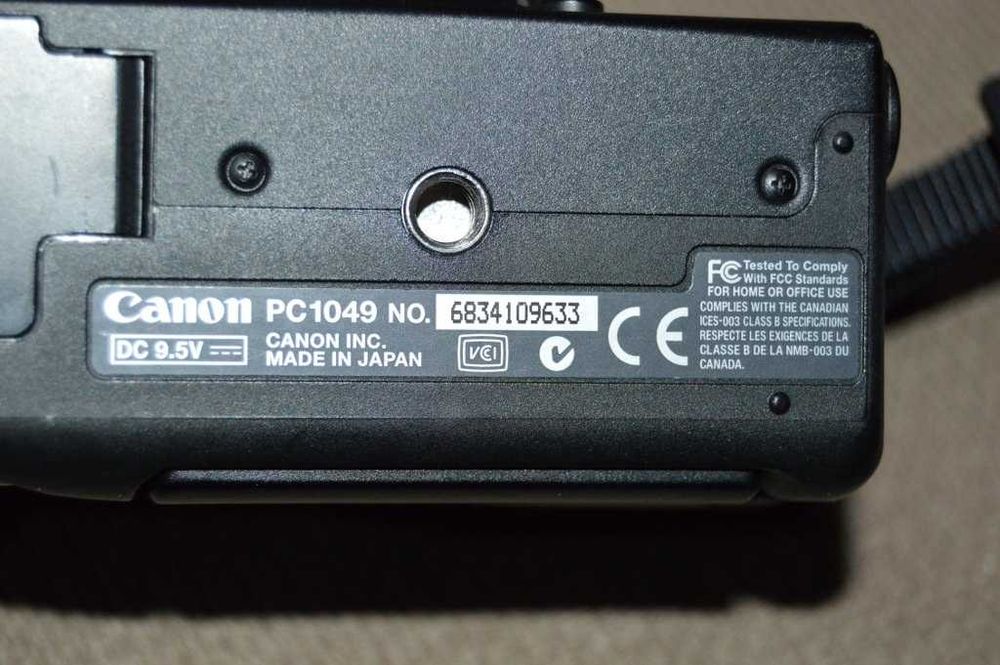 Canon PC1049 NO. 6834109633
DC 9.5V
CANON INC.
MADE IN JAPAN
VCI
CE
FC Tested To Comply
With FCC Standards
FOR HOME OR OFFICE USE
COMPLIES WITH THE CANADIAN
ICES-003 CLASS B SPECIFICATIONS.
RESPECTE LES EXIGENCES DE LA
CLASSE B DE LA NMB-003 DU
CANADA.